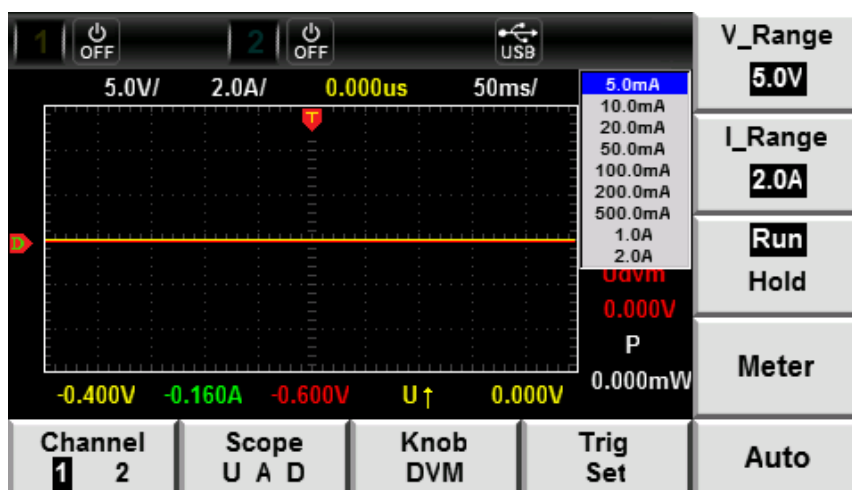 1 OFF 2 OFF USB
5.0V/ 2.0A/ 0.000us 50ms/
T
D
5.0mA
10.0mA
20.0mA
50.0mA
100.0mA
200.0mA
500.0mA
1.0A
2.0A
Udvm
0.000V
P
0.000mW
-0.400V -0.160A -0.600V U↑ 0.000V
V_Range
5.0V
I_Range
2.0A
Run
Hold
Meter
Auto
Channel
1 2
Scope
U A D
Knob
DVM
Trig
Set